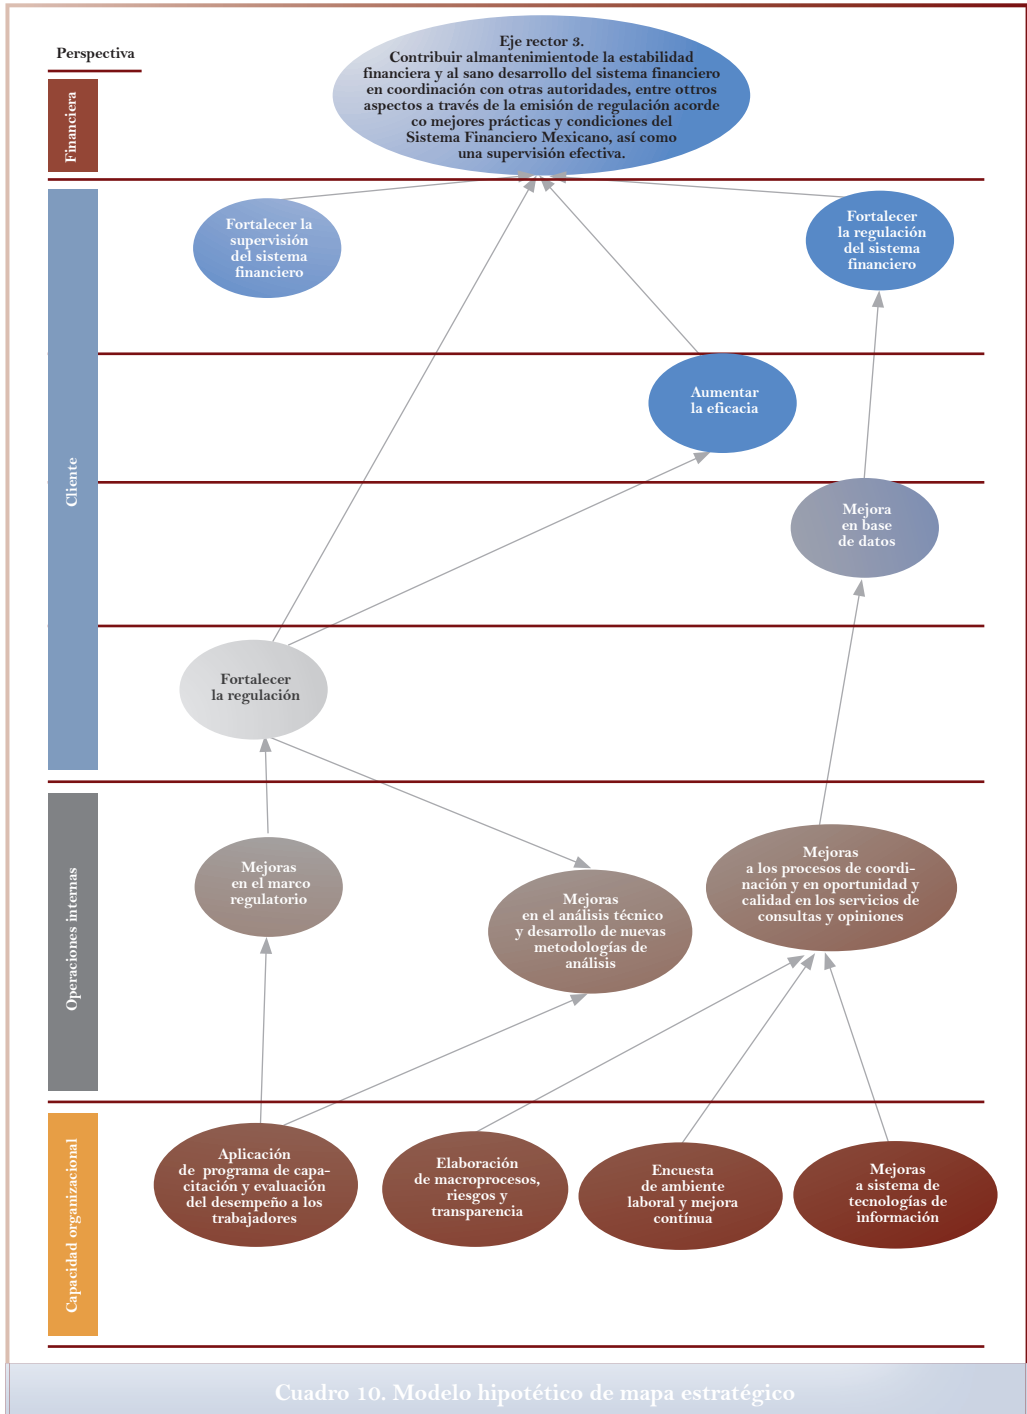 Perspectiva
Financiera
Eje rector 3.
Contribuir almantenimientode la estabilidad
financiera y al sano desarrollo del sistema financiero
en coordinación con otras autoridades, entre ottros
aspectos a través de la emisión de regulación acorde
co mejores prácticas y condiciones del
Sistema Financiero Mexicano, así como
una supervisión efectiva.
Cliente
Fortalecer la
supervisión
del sistema
financiero
Fortalecer
la regulación
del sistema
financiero
Aumentar
la eficacia
Mejora
en base
de datos
Fortalecer
la regulación
Operaciones internas
Mejoras
en el marco
regulatorio
Mejoras
en el análisis técnico
y desarrollo de nuevas
metodologías de
análisis
Mejoras
a los procesos de coordi-
nación y en oportunidad y
calidad en los servicios de
consultas y opiniones
Capacidad organizacional
Aplicación
de programa de capa-
citación y evaluación
del desempeño a los
trabajadores
Elaboración
de macroprocesos,
riesgos y
transparencia
Encuesta
de ambiente
laboral y mejora
contínua
Mejoras
a sistema de
tecnologías de
información
Cuadro 10. Modelo hipotético de mapa estratégico